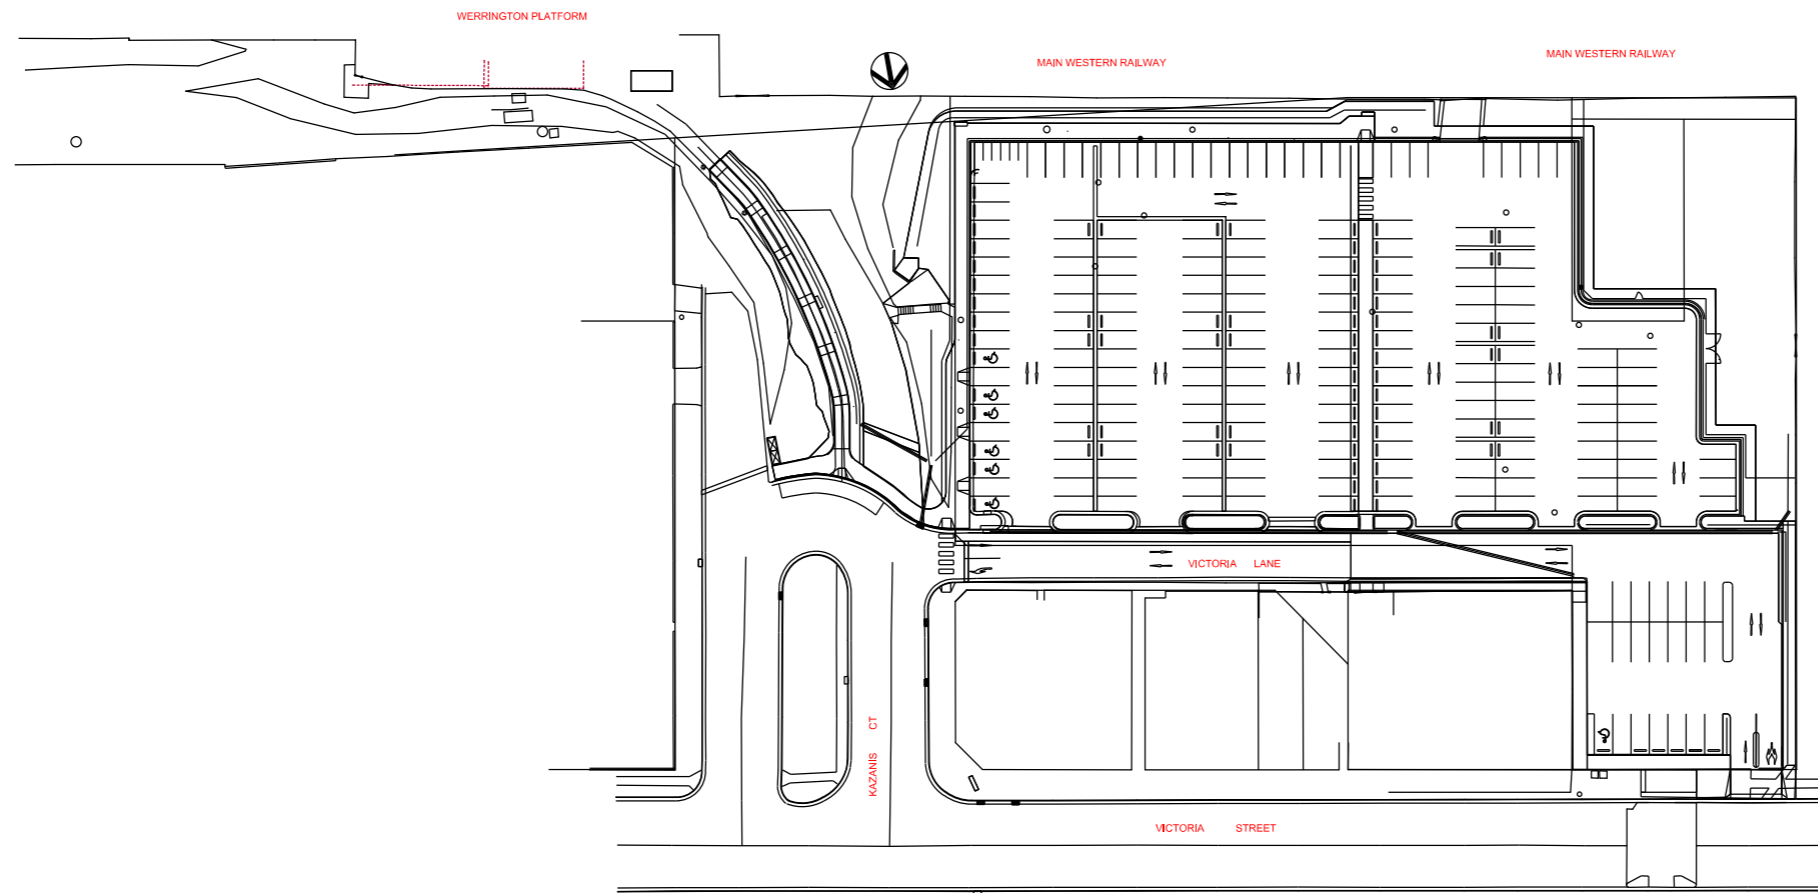 WERRINGTON PLATFORM
MAIN WESTERN RAILWAY
MAIN WESTERN RAILWAY
VICTORIA LANE
KAZANIS CT
VICTORIA STREET